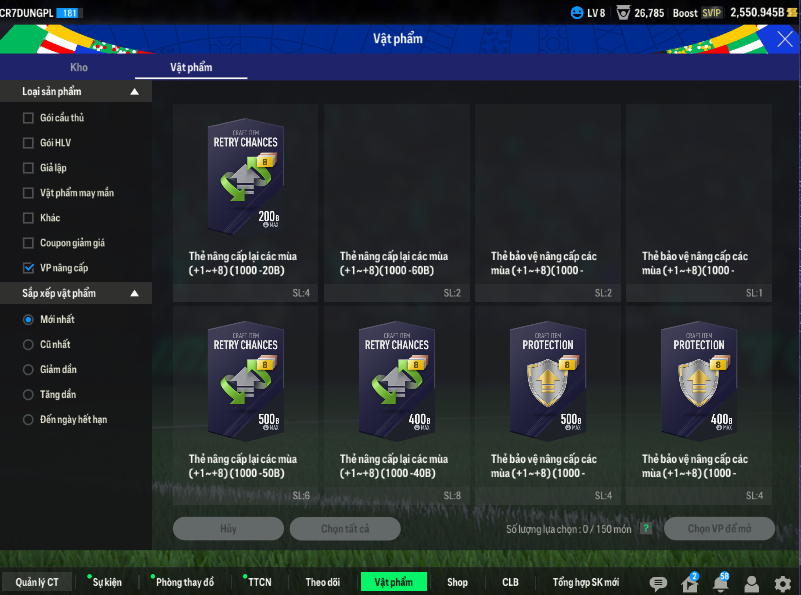 CR7DUNGPL 181
LV 8
26,785
Boost SVIP
2,550.945B
Vật phẩm
Kho
Vật phẩm
Loại sản phẩm
Gói cầu thủ
Gói HLV
Giả lập
Vật phẩm may mắn
Khác
Coupon giảm giá
VP nâng cấp
Sắp xếp vật phẩm
Mới nhất
Cũ nhất
Giảm dần
Tăng dần
Đến ngày hết hạn
CRAFT ITEM
RETRY CHANCES
8
200B
MAX
Thẻ nâng cấp lại các mùa
(+1~+8) (1000 -20B)
SL:4
Thẻ nâng cấp lại các mùa
(+1~+8) (1000 -60B)
SL:2
Thẻ bảo vệ nâng cấp các
mùa (+1~+8)(1000 -
SL:2
Thẻ bảo vệ nâng cấp các
mùa (+1~+8)(1000 -
SL:1
CRAFT ITEM
RETRY CHANCES
8
500B
MAX
Thẻ nâng cấp lại các mùa
(+1~+8) (1000 -50B)
SL:6
CRAFT ITEM
RETRY CHANCES
8
400B
MAX
Thẻ nâng cấp lại các mùa
(+1~+8) (1000 -40B)
SL:8
CRAFT ITEM
PROTECTION
8
500B
MAX
Thẻ bảo vệ nâng cấp các
mùa (+1~+8)(1000 -
SL:4
CRAFT ITEM
PROTECTION
8
400B
MAX
Thẻ bảo vệ nâng cấp các
mùa (+1~+8)(1000 -
SL:4
Hủy
Chọn tất cả
Số lượng lựa chọn : 0 / 150 món ?
Chọn VP để mở
Quản lý CT
Sự kiện
Phòng thay đồ
TTCN
Theo dõi
Vật phẩm
Shop
CLB
Tổng hợp SK mới
2
58